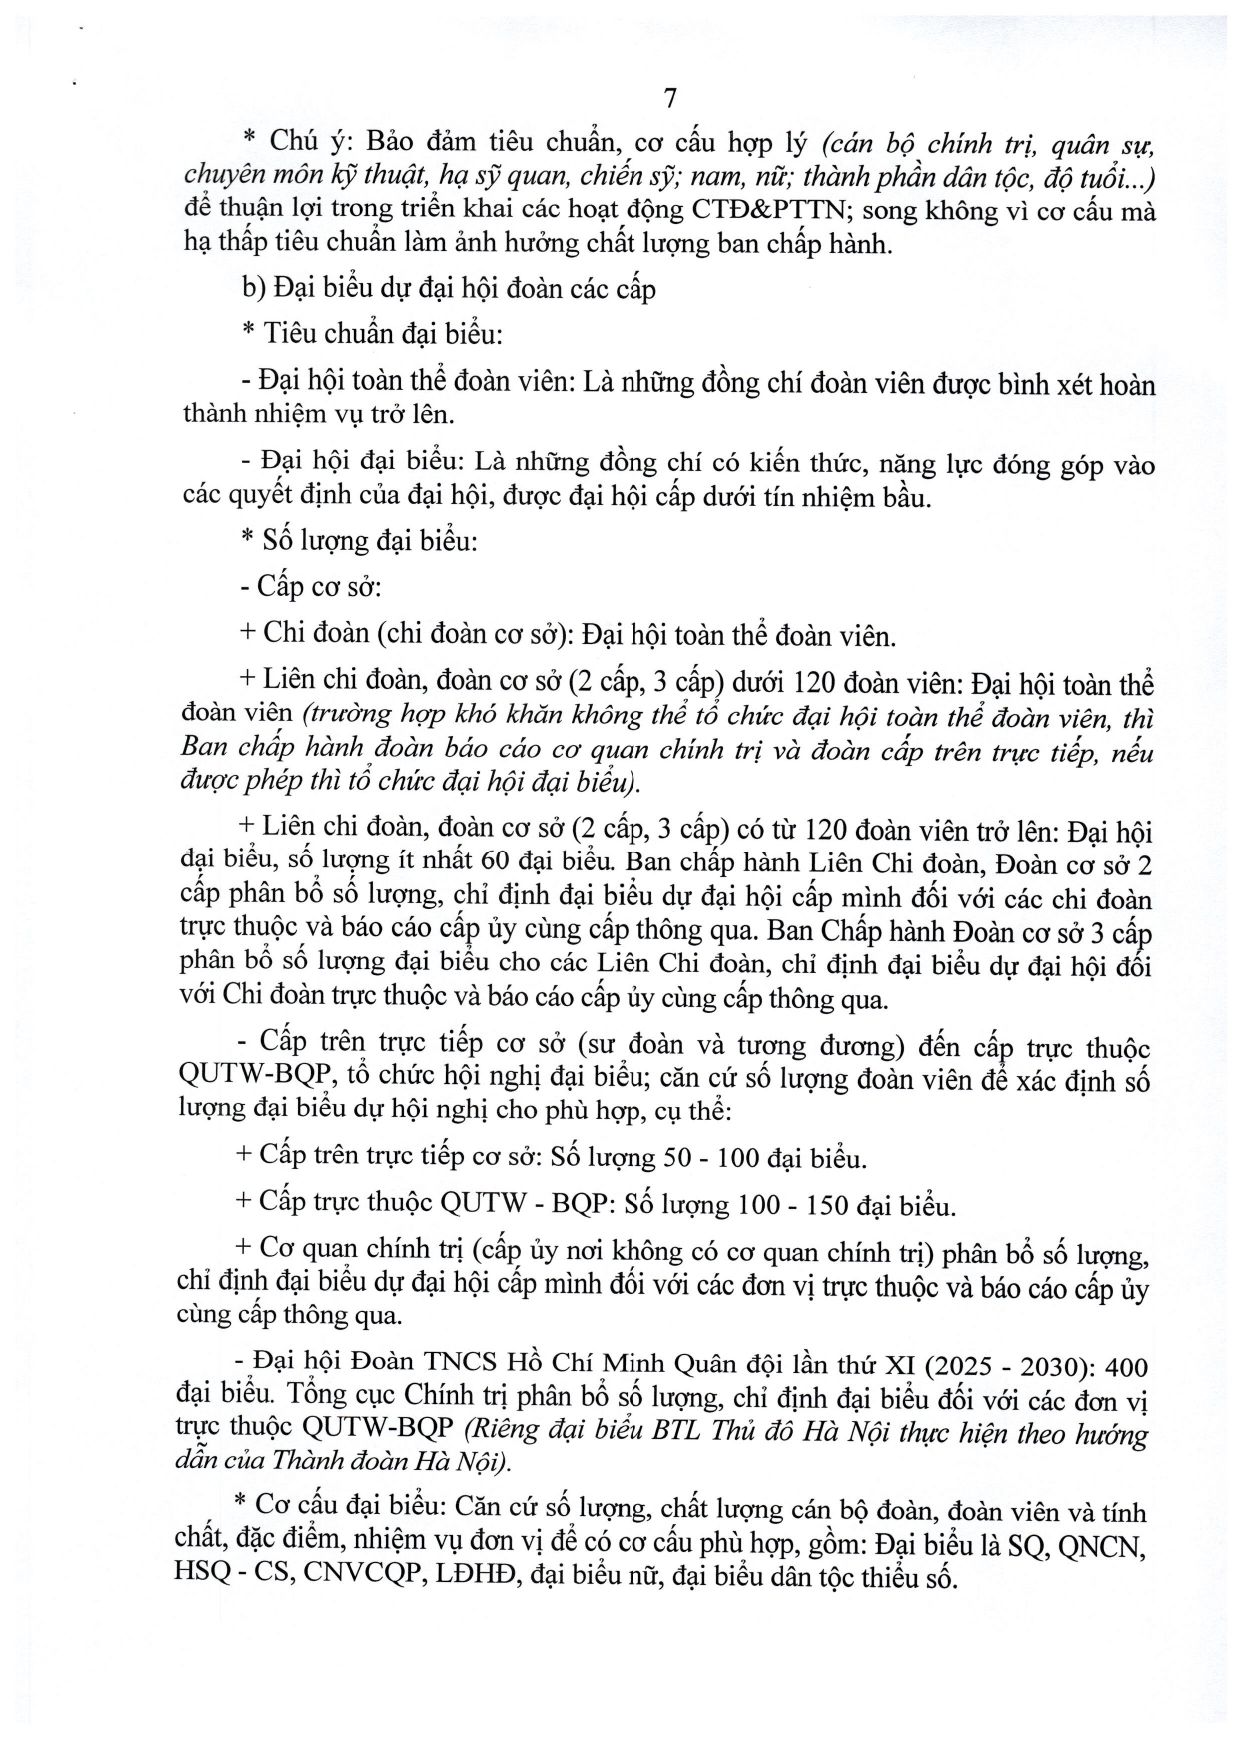 7
* Chú ý: Bảo đảm tiêu chuẩn, cơ cấu hợp lý (cán bộ chính trị, quân sự,
chuyên môn kỹ thuật, hạ sỹ quan, chiến sỹ; nam, nữ; thành phần dân tộc, độ tuổi...)
để thuận lợi trong triển khai các hoạt động CTĐ&PTTN; song không vì cơ cấu mà
hạ thấp tiêu chuẩn làm ảnh hưởng chất lượng ban chấp hành.
b) Đại biểu dự đại hội đoàn các cấp
* Tiêu chuẩn đại biểu:
- Đại hội toàn thể đoàn viên: Là những đồng chí đoàn viên được bình xét hoàn
thành nhiệm vụ trở lên.
- Đại hội đại biểu: Là những đồng chí có kiến thức, năng lực đóng góp vào
các quyết định của đại hội, được đại hội cấp dưới tín nhiệm bầu.
* Số lượng đại biểu:
- Cấp cơ sở:
+ Chi đoàn (chi đoàn cơ sở): Đại hội toàn thể đoàn viên.
+ Liên chi đoàn, đoàn cơ sở (2 cấp, 3 cấp) dưới 120 đoàn viên: Đại hội toàn thể
đoàn viên (trường hợp khó khăn không thể tổ chức đại hội toàn thể đoàn viên, thì
Ban chấp hành đoàn báo cáo cơ quan chính trị và đoàn cấp trên trực tiếp, nếu
được phép thì tổ chức đại hội đại biểu).
+ Liên chi đoàn, đoàn cơ sở (2 cấp, 3 cấp) có từ 120 đoàn viên trở lên: Đại hội
đại biểu, số lượng ít nhất 60 đại biểu. Ban chấp hành Liên Chi đoàn, Đoàn cơ sở 2
cấp phân bổ số lượng, chỉ định đại biểu dự đại hội cấp mình đối với các chi đoàn
trực thuộc và báo cáo cấp ủy cùng cấp thông qua. Ban Chấp hành Đoàn cơ sở 3 cấp
phân bổ số lượng đại biểu cho các Liên Chi đoàn, chỉ định đại biểu dự đại hội đối
với Chi đoàn trực thuộc và báo cáo cấp ủy cùng cấp thông qua.
- Cấp trên trực tiếp cơ sở (sư đoàn và tương đương) đến cấp trực thuộc
QUTW-BQP, tổ chức hội nghị đại biểu; căn cứ số lượng đoàn viên để xác định số
lượng đại biểu dự hội nghị cho phù hợp, cụ thể:
+ Cấp trên trực tiếp cơ sở: Số lượng 50 - 100 đại biểu.
+ Cấp trực thuộc QUTW - BQP: Số lượng 100 - 150 đại biểu.
+ Cơ quan chính trị (cấp ủy nơi không có cơ quan chính trị) phân bổ số lượng,
chỉ định đại biểu dự đại hội cấp mình đối với các đơn vị trực thuộc và báo cáo cấp ủy
cùng cấp thông qua.
- Đại hội Đoàn TNCS Hồ Chí Minh Quân đội lần thứ XI (2025 - 2030): 400
đại biểu. Tổng cục Chính trị phân bổ số lượng, chỉ định đại biểu đối với các đơn vị
trực thuộc QUTW-BQP (Riêng đại biểu BTL Thủ đô Hà Nội thực hiện theo hướng
dẫn của Thành đoàn Hà Nội).
* Cơ cấu đại biểu: Căn cứ số lượng, chất lượng cán bộ đoàn, đoàn viên và tính
chất, đặc điểm, nhiệm vụ đơn vị để có cơ cấu phù hợp, gồm: Đại biểu là SQ, QNCN,
HSQ - CS, CNVCQP, LĐHĐ, đại biểu nữ, đại biểu dân tộc thiểu số.